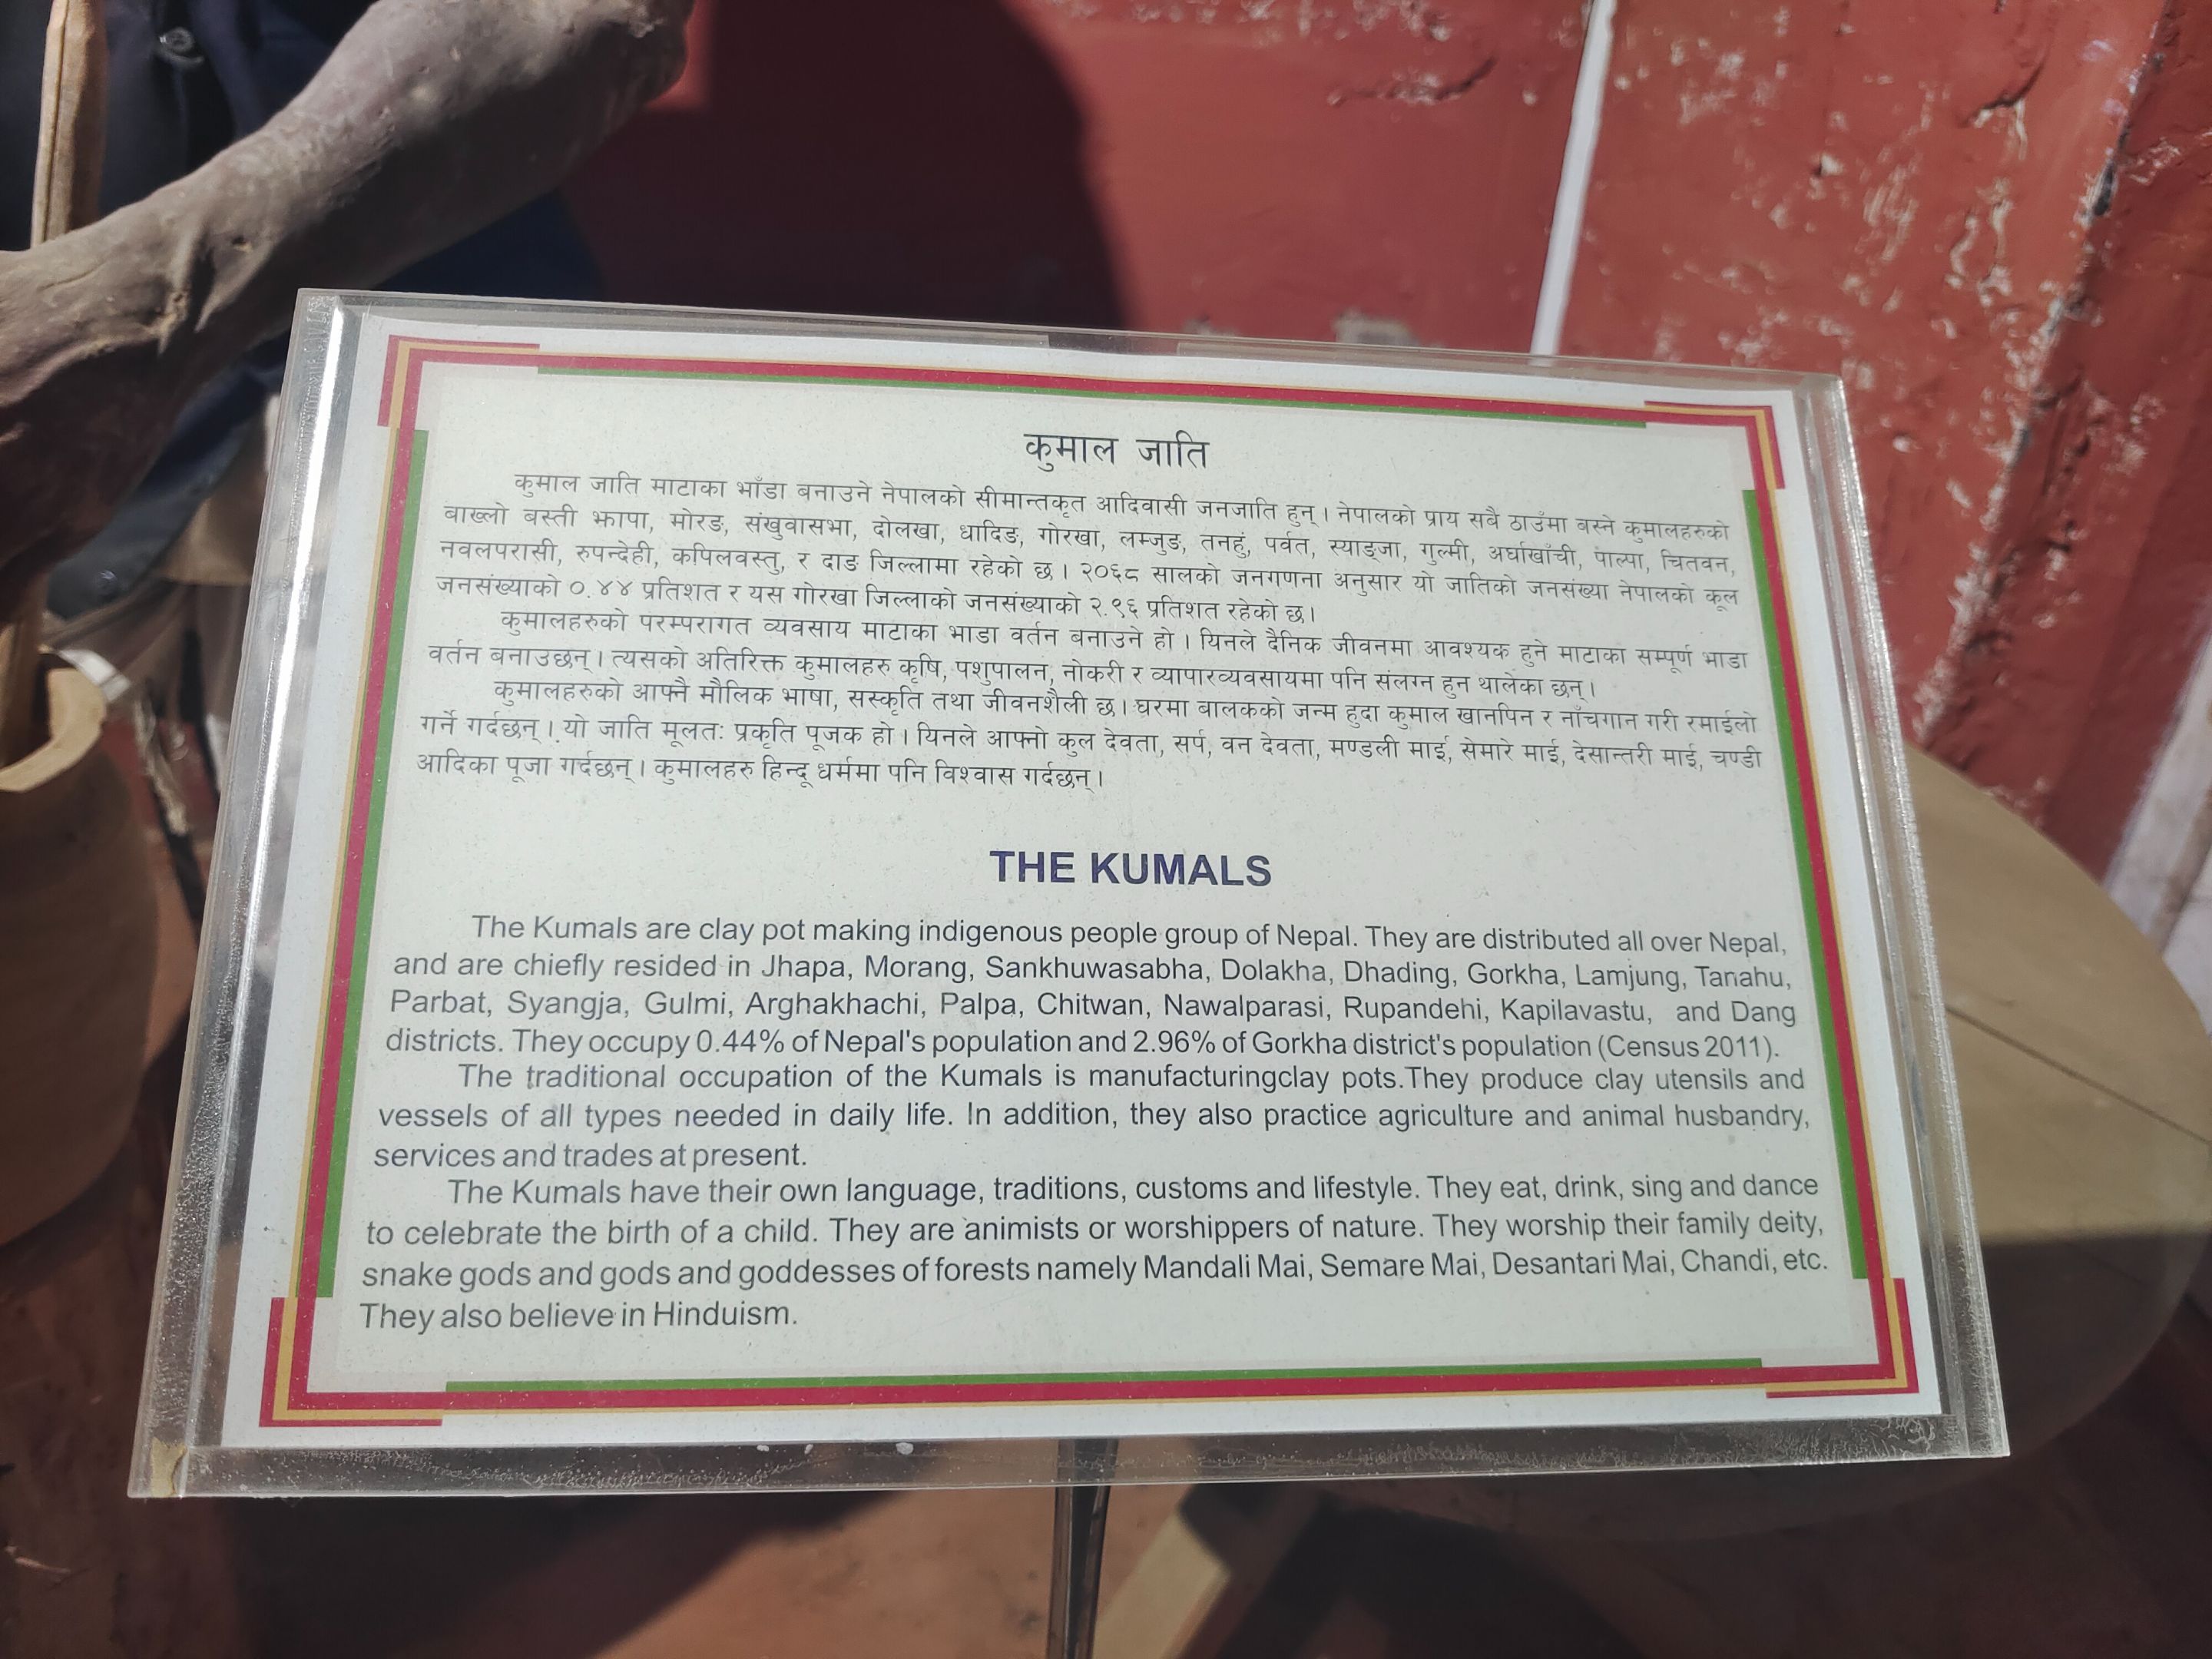 कुमाल जाति
कुमाल जाति माटाका भाँडा बनाउने नेपालको सीमान्तकृत आदिवासी जनजाति हुन् । नेपालको प्राय सबै ठाउँमा बस्ने कुमालहरुको
बाख्लो बस्ती झापा, मोरङ, संखुवासभा, दोलखा, धादिङ, गोरखा, लम्जुङ, तनहुं, पर्वत, स्याङ्जा, गुल्मी, अर्घाखाँची, पाल्पा, चितवन,
नवलपरासी, रुपन्देही, कपिलवस्तु, र दाङ जिल्लामा रहेको छ । २०६८ सालको जनगणना अनुसार यो जातिको जनसंख्या नेपालको कूल
जनसंख्याको ०.४४ प्रतिशत र यस गोरखा जिल्लाको जनसंख्याको २.९६ प्रतिशत रहेको छ ।
कुमालहरुको परम्परागत व्यवसाय माटाका भाडा वर्तन बनाउने हो । यिनले दैनिक जीवनमा आवश्यक हुने माटाका सम्पूर्ण भाडा
वर्तन बनाउछन् । त्यसको अतिरिक्त कुमालहरु कृषि, पशुपालन, नोकरी र व्यापारव्यवसायमा पनि संलग्न हुन थालेका छन् ।
कुमालहरुको आफ्नै मौलिक भाषा, सस्कृति तथा जीवनशैली छ । घरमा बालकको जन्म हुदा कुमाल खानपिन र नाँचगान गरी रमाईलो
गर्ने गर्दछन् । यो जाति मूलतः प्रकृति पूजक हो । यिनले आफ्नो कुल देवता, सर्प, वन देवता, मण्डली माई, सेमारे माई, देसान्तरी माई, चण्डी
आदिका पूजा गर्दछन् । कुमालहरु हिन्दू धर्ममा पनि विश्वास गर्दछन् ।
THE KUMALS
The Kumals are clay pot making indigenous people group of Nepal. They are distributed all over Nepal,
and are chiefly resided in Jhapa, Morang, Sankhuwasabha, Dolakha, Dhading, Gorkha, Lamjung, Tanahu,
Parbat, Syangja, Gulmi, Arghakhachi, Palpa, Chitwan, Nawalparasi, Rupandehi, Kapilavastu, and Dang
districts. They occupy 0.44% of Nepal's population and 2.96% of Gorkha district's population (Census 2011).
The traditional occupation of the Kumals is manufacturingclay pots.They produce clay utensils and
vessels of all types needed in daily life. In addition, they also practice agriculture and animal husbandry,
services and trades at present.
The Kumals have their own language, traditions, customs and lifestyle. They eat, drink, sing and dance
to celebrate the birth of a child. They are animists or worshippers of nature. They worship their family deity,
snake gods and gods and goddesses of forests namely Mandali Mai, Semare Mai, Desantari Mai, Chandi, etc.
They also believe in Hinduism.